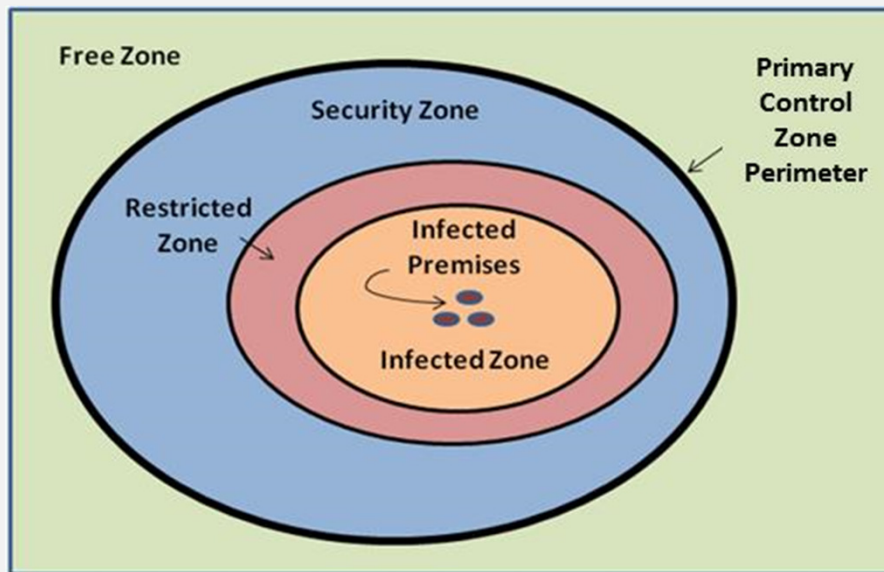 Free Zone
Security Zone
Primary
Control
Zone
Perimeter
Restricted
Zone
Infected
Premises
Infected Zone